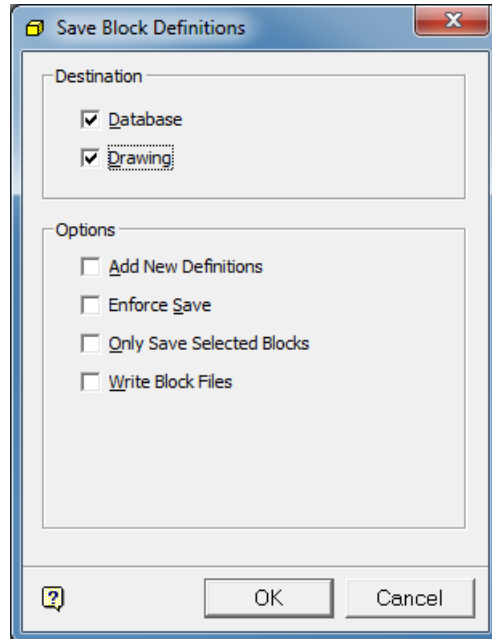 Save Block Definitions
Destination
Database
Drawing
Options
Add New Definitions
Enforce Save
Only Save Selected Blocks
Write Block Files
OK
Cancel